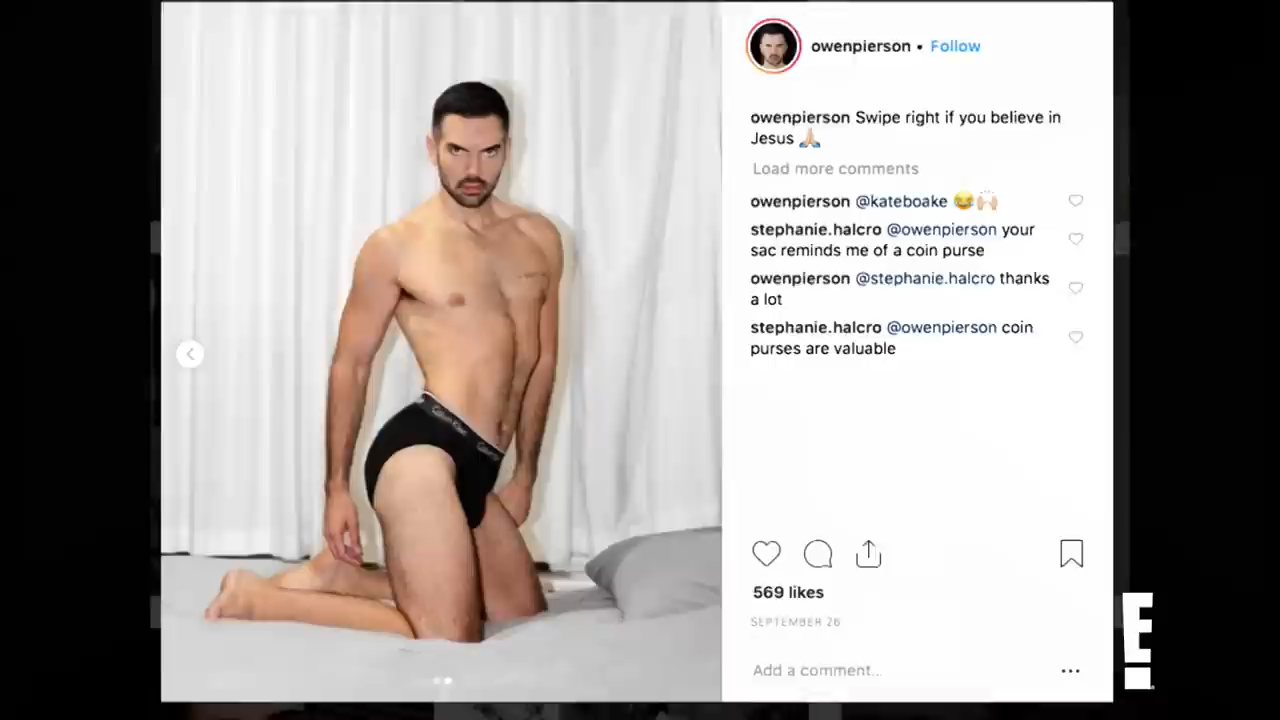 owenpierson • Follow
owenpierson Swipe right if you believe in
Jesus 🙏🏼
Load more comments
owenpierson @kateboake 😂🙌🏻
stephanie.halcro @owenpierson your
sac reminds me of a coin purse
owenpierson @stephanie.halcro thanks
a lot
stephanie.halcro @owenpierson coin
purses are valuable
Calvin Klein
569 likes
SEPTEMBER 26
Add a comment...
E!